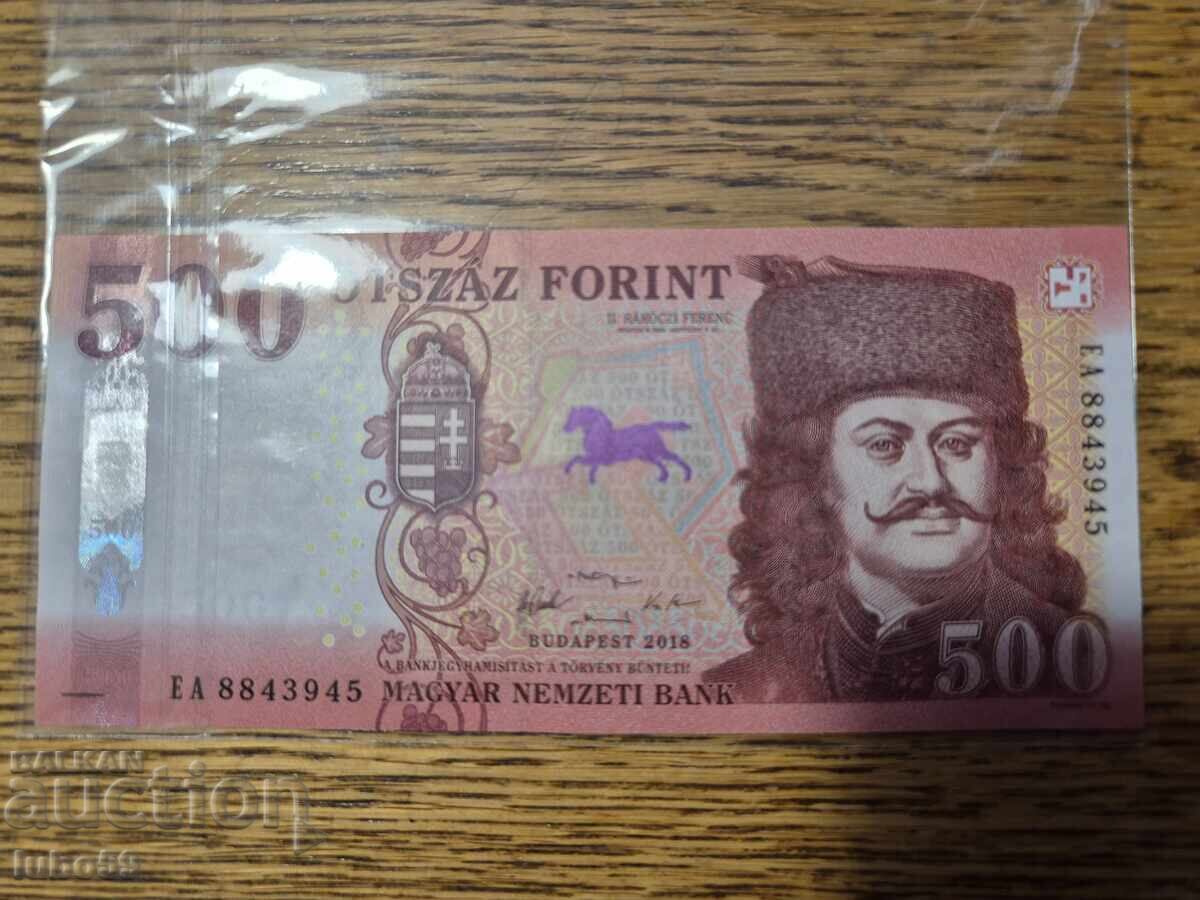 500
ÖTSZÁZ FORINT
II. RÁKÓCZI FERENC
EA 8843945
BUDAPEST 2018
A BANKJEGYHAMISÍTÁST A TÖRVÉNY BÜNTETI!
EA 8843945 MAGYAR NEMZETI BANK
500
BALKAN
auction
lubo59